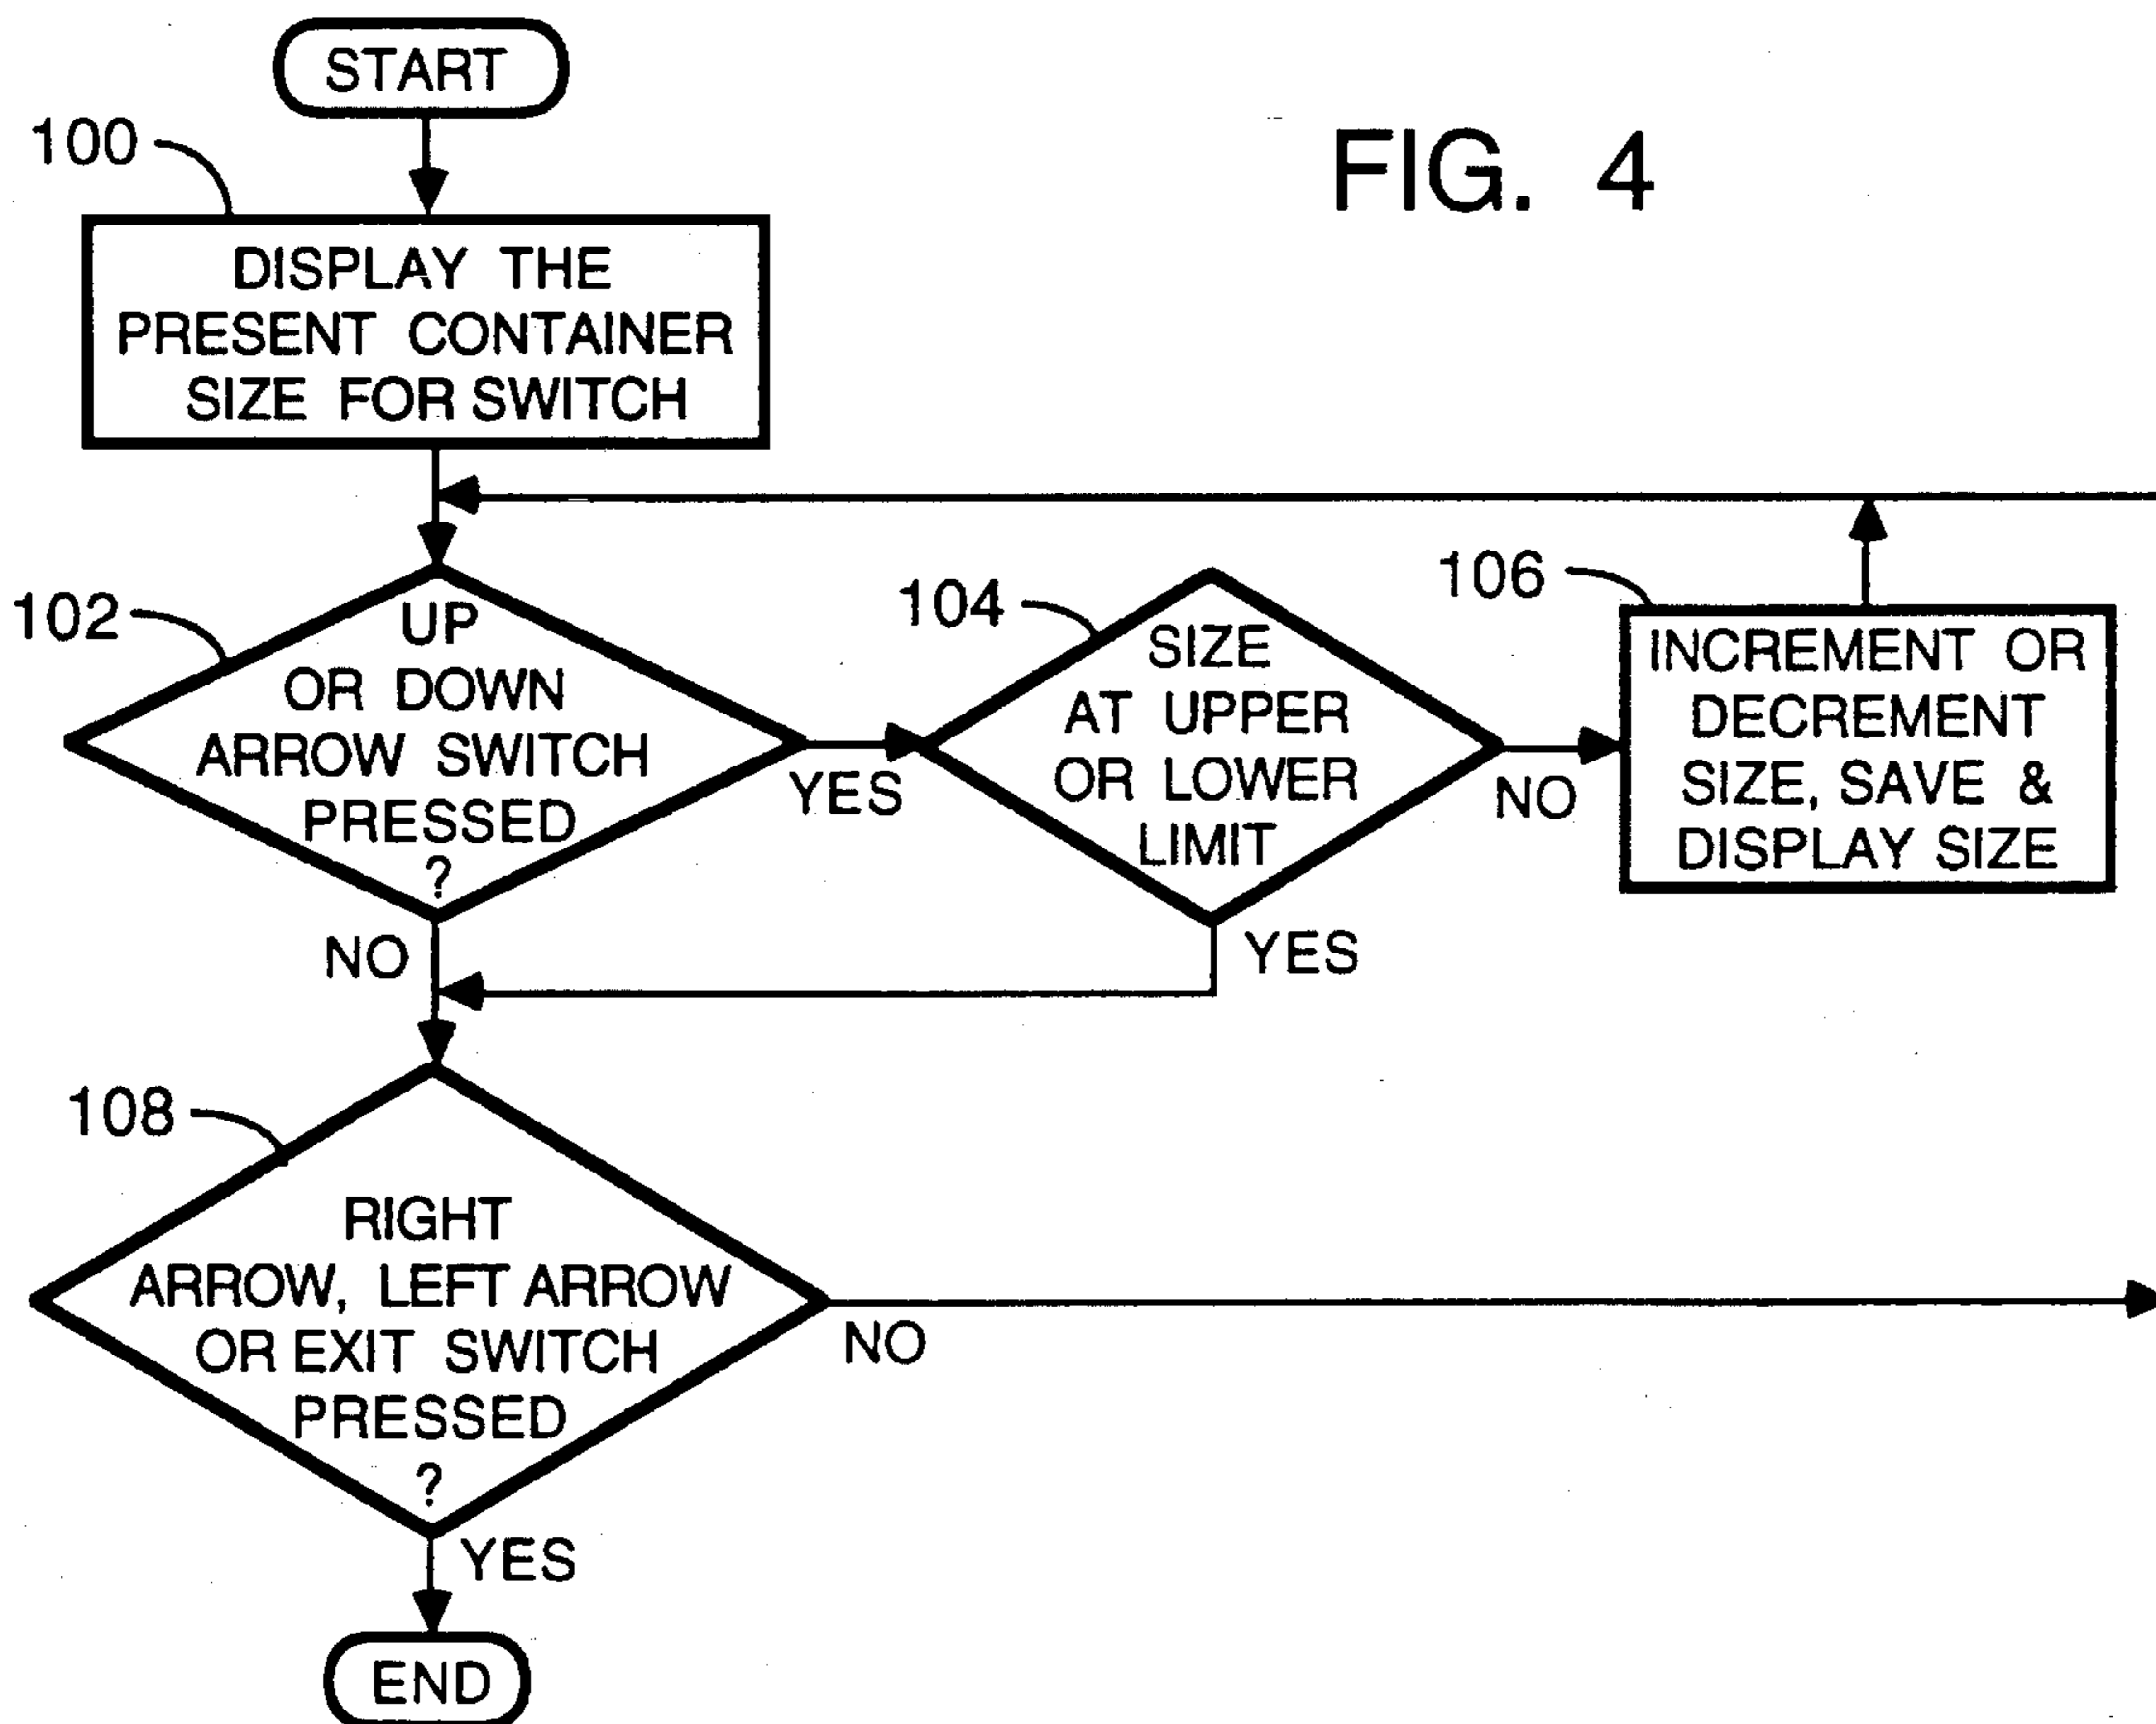 START
100
FIG. 4
DISPLAY THE
PRESENT CONTAINER
SIZE FOR SWITCH
102
UP
OR DOWN
ARROW SWITCH
PRESSED
?
YES
NO
104
SIZE
AT UPPER
OR LOWER
LIMIT
NO
YES
106
INCREMENT OR
DECREMENT
SIZE, SAVE &
DISPLAY SIZE
108
RIGHT
ARROW, LEFT ARROW
OR EXIT SWITCH
PRESSED
?
NO
YES
END